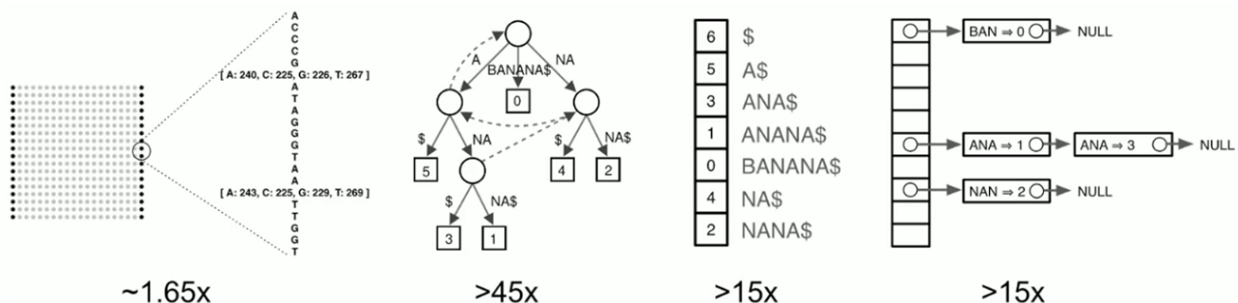 A
C
C
C
G
[ A: 240, C: 225, G: 226, T: 267 ]
A
T
A
G
G
G
T
A
A
[ A: 243, C: 225, G: 229, T: 269 ]
T
T
G
G
T
~1.65x
A
BANANA$
NA
0
$
NA
$
NA$
5
4
2
$
NA$
3
1
>45x
6 $
5 A$
3 ANA$
1 ANANA$
0 BANANA$
4 NA$
2 NANA$
>15x
BAN ⇒ 0 NULL
ANA ⇒ 1 ANA ⇒ 3 NULL
NAN ⇒ 2 NULL
>15x